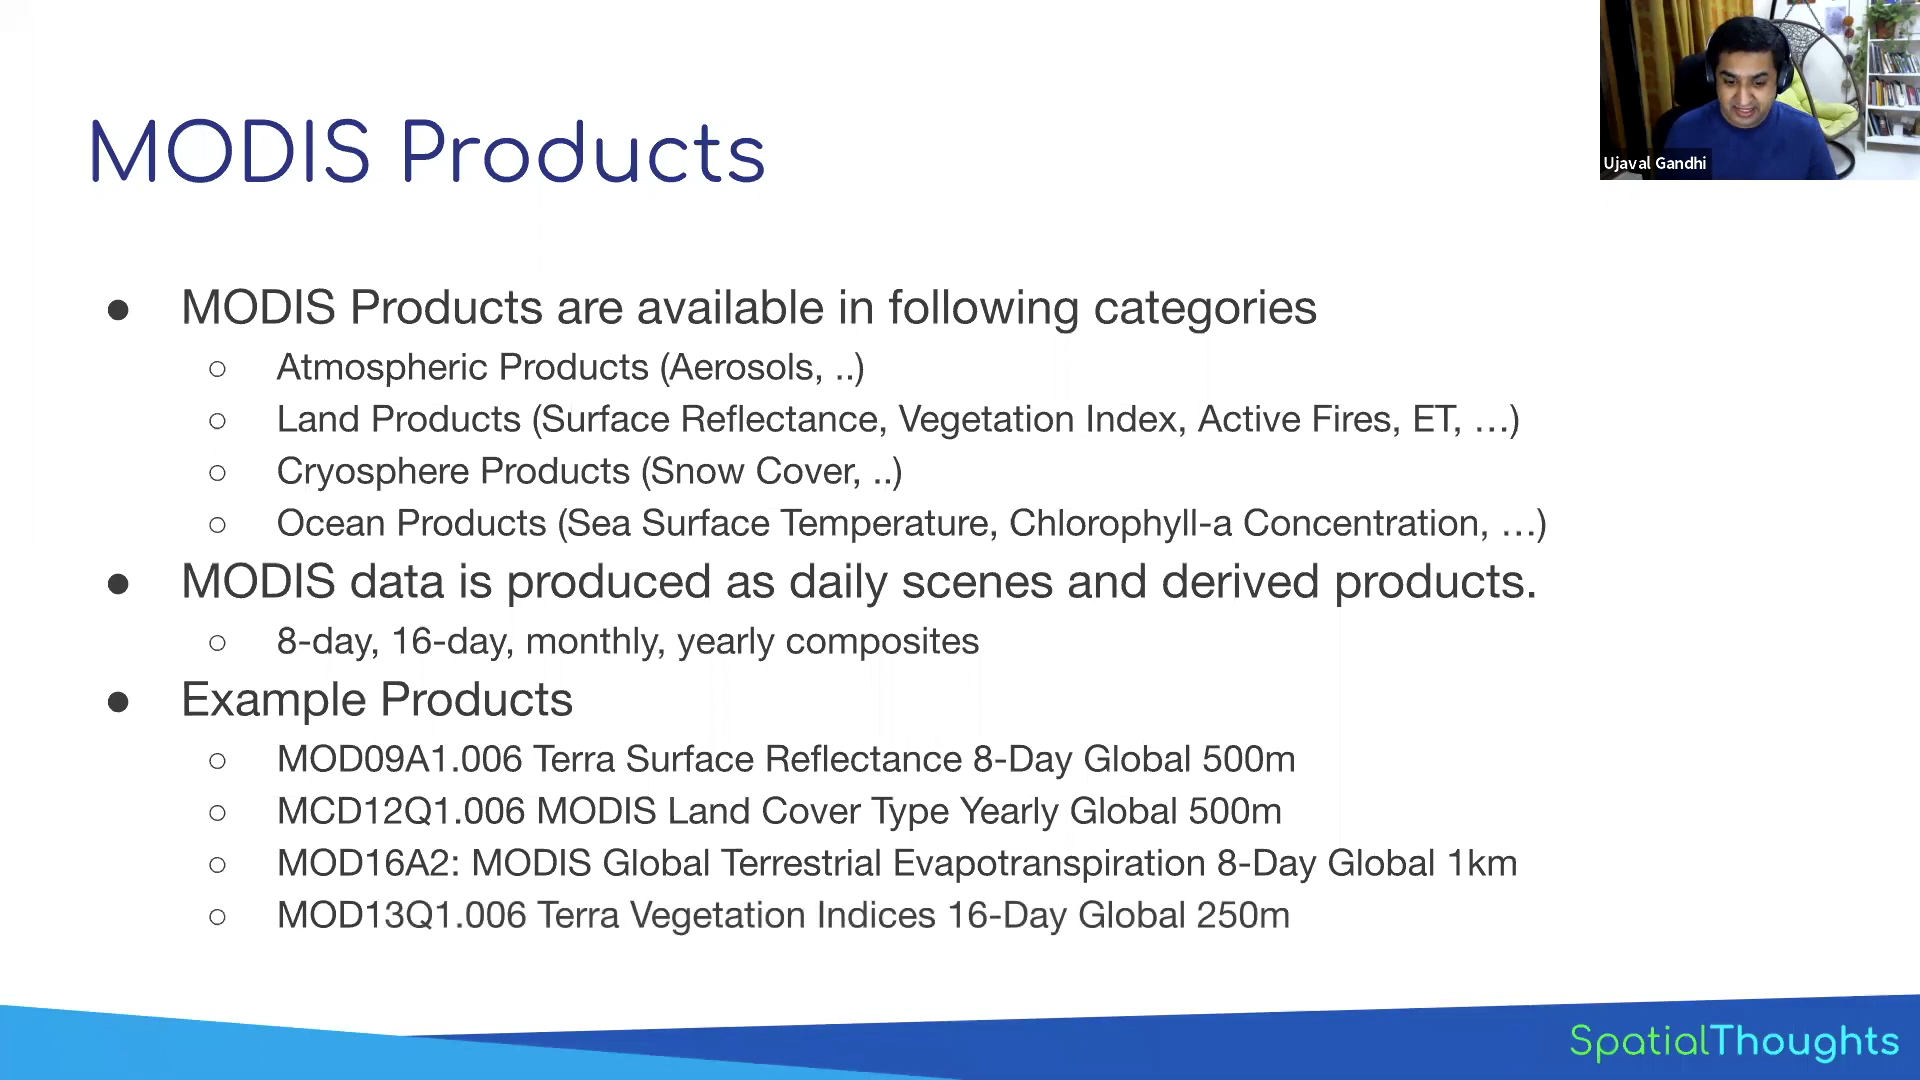 Ujaval Gandhi
MODIS Products
● MODIS Products are available in following categories
○ Atmospheric Products (Aerosols, ..)
○ Land Products (Surface Reflectance, Vegetation Index, Active Fires, ET, …)
○ Cryosphere Products (Snow Cover, ..)
○ Ocean Products (Sea Surface Temperature, Chlorophyll-a Concentration, …)
● MODIS data is produced as daily scenes and derived products.
○ 8-day, 16-day, monthly, yearly composites
● Example Products
○ MOD09A1.006 Terra Surface Reflectance 8-Day Global 500m
○ MCD12Q1.006 MODIS Land Cover Type Yearly Global 500m
○ MOD16A2: MODIS Global Terrestrial Evapotranspiration 8-Day Global 1km
○ MOD13Q1.006 Terra Vegetation Indices 16-Day Global 250m
SpatialThoughts